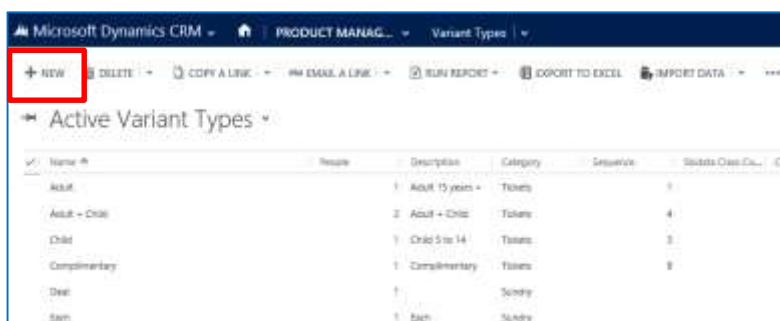 Microsoft Dynamics CRM PRODUCT MANAG... Variant Types
NEW DELETE COPY A LINK EMAIL A LINK RUN REPORT EXPORT TO EXCEL IMPORT DATA ...
Active Variant Types
Name People Description Category Sequence
Adult 1 Adult 15 years + Tickets 1
Adult + Child 2 Adult + Child Tickets 4
Child 1 Child 5 to 14 Tickets 3
Complimentary 1 Complimentary Tickets
1 Sundry
Each 1 Each Sundry